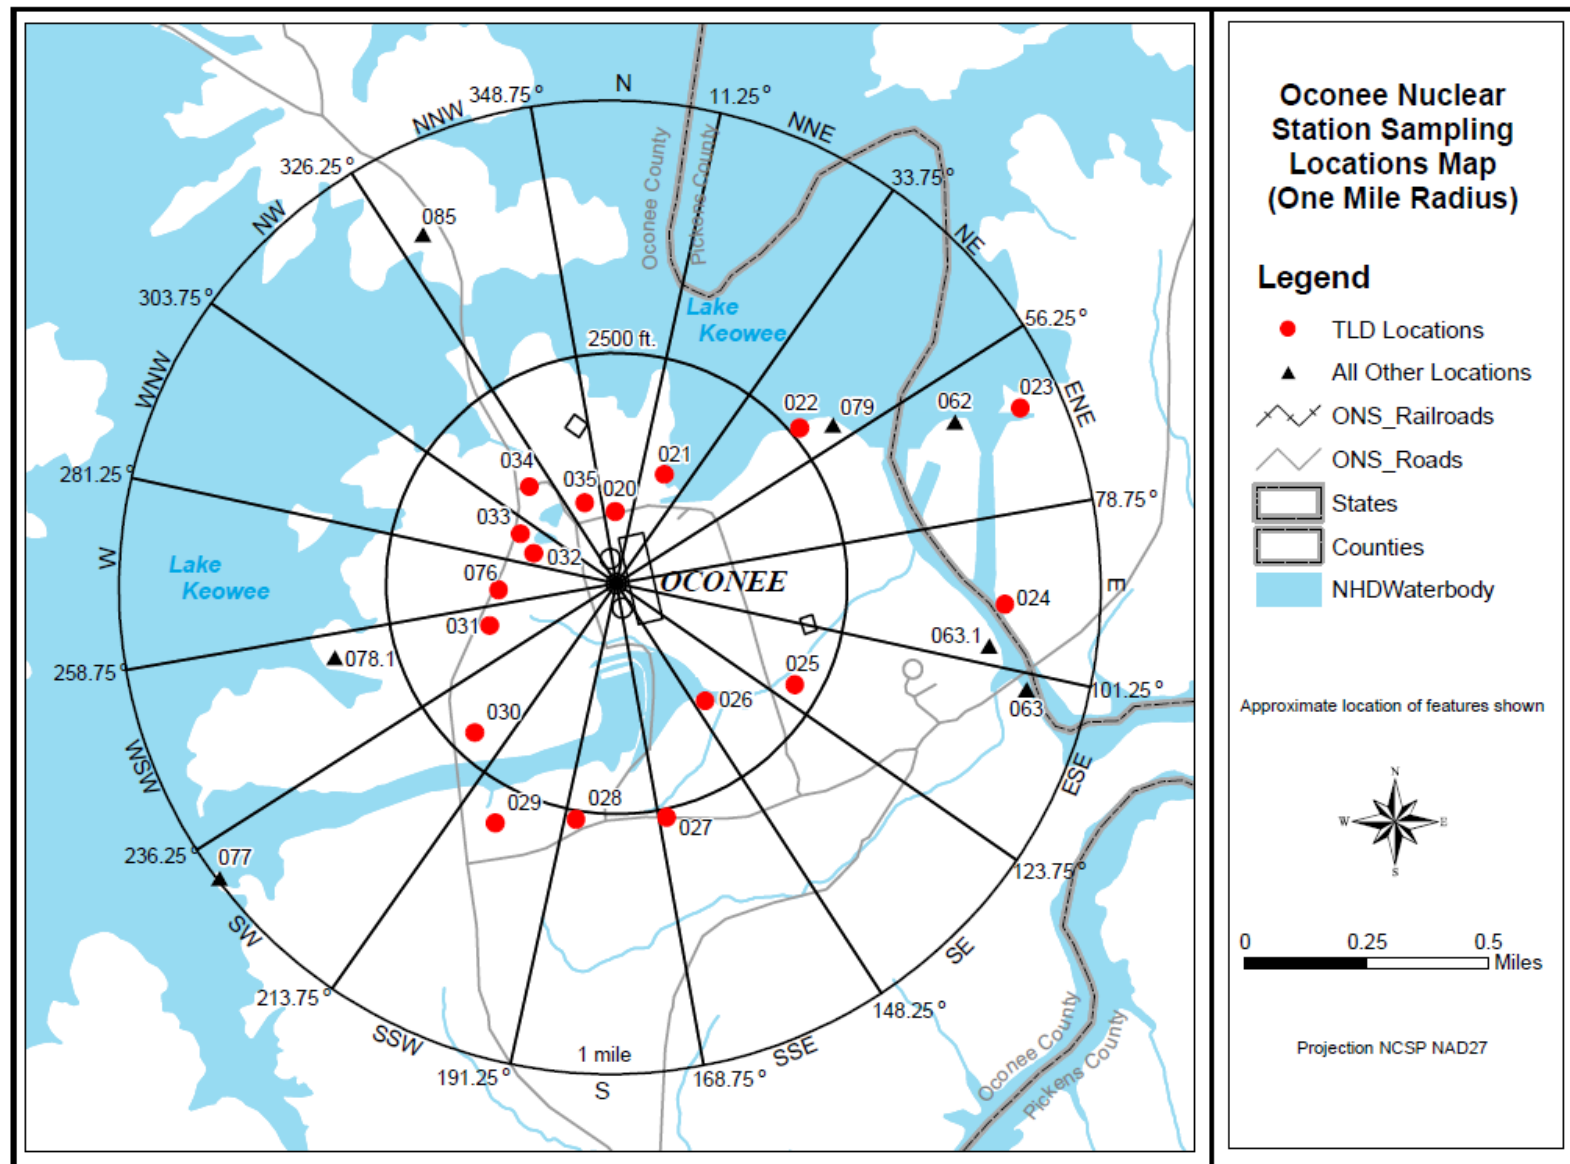 N
348.75°
11.25°
NNW
NNE
326.25°
33.75°
Oconee County
Pickens County
NW
085
NE
303.75°
Lake
Keowee
56.25°
2500 ft.
WNW
ENE
022
079
062
023
034
035
020
021
281.25°
78.75°
033
032
W
Lake
Keowee
076
OCONEE
E
024
031
063.1
078.1
025
258.75°
101.25°
026
063
030
WSW
ESE
029
028
027
236.25°
077
123.75°
SW
SE
213.75°
148.25°
SSW
1 mile
SSE
191.25°
S
168.75°
Oconee County
Pickens County
Oconee Nuclear
Station Sampling
Locations Map
(One Mile Radius)
Legend
TLD Locations
All Other Locations
ONS_Railroads
ONS_Roads
States
Counties
NHDWaterbody
Approximate location of features shown
N
W
E
S
0 0.25 0.5
Miles
Projection NCSP NAD27